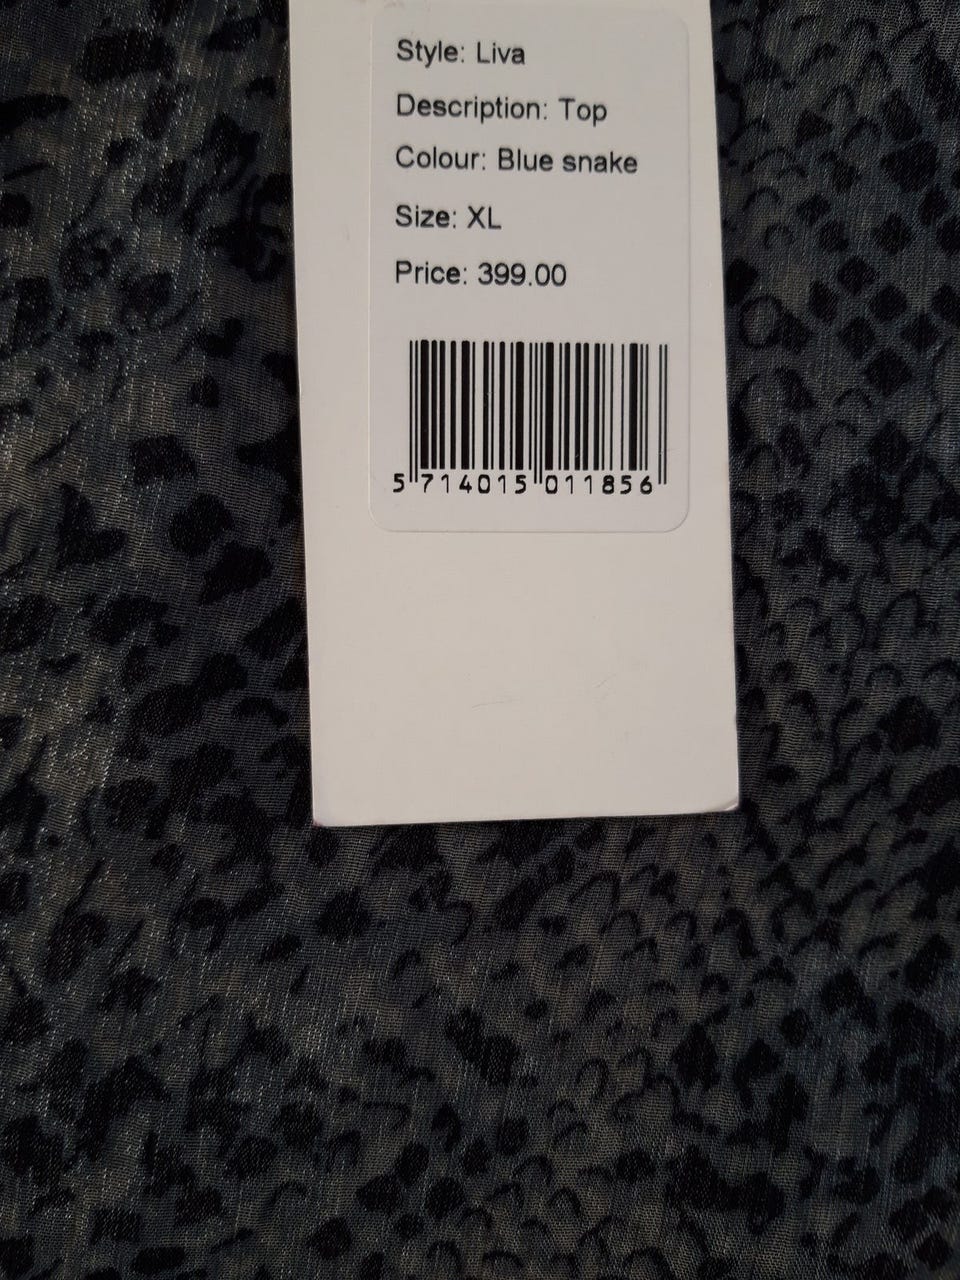 Style: Liva
Description: Top
Colour: Blue snake
Size: XL
Price: 399.00
5 714015 011856